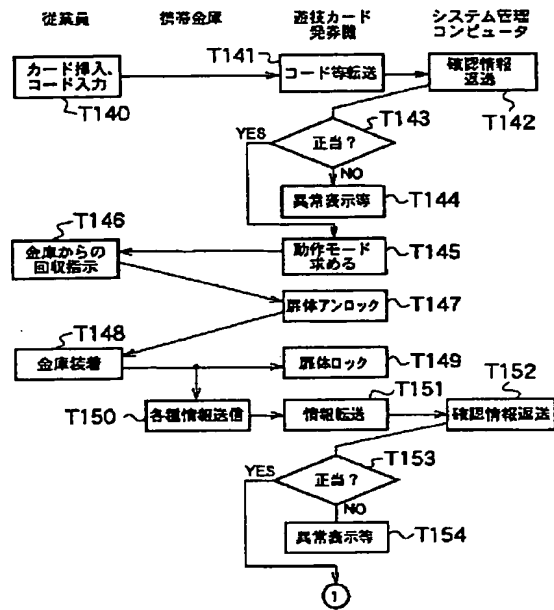 従業員
携帯金庫
遊技カード
発券機
システム管理
コンピュータ
カード挿入、
コード入力
T140
T141
コード等転送
確認情報
返送
T142
YES
正当?
T143
NO
異常表示等
T144
T146
金庫からの
回収指示
動作モード
求める
T145
扉体アンロック
T147
T148
金庫装着
扉体ロック
T149
T150
各種情報送信
T151
情報転送
T152
確認情報返送
YES
正当?
T153
NO
異常表示等
T154
1